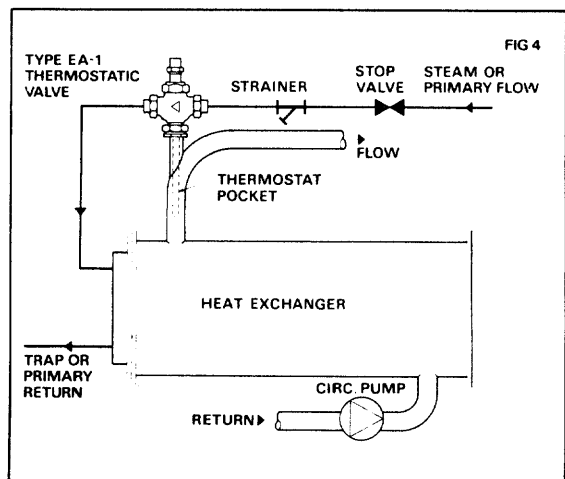 FIG 4
TYPE EA-1
THERMOSTATIC
VALVE
STRAINER
STOP
VALVE
STEAM OR
PRIMARY FLOW
FLOW
THERMOSTAT
POCKET
HEAT EXCHANGER
TRAP OR
PRIMARY
RETURN
CIRC. PUMP
RETURN